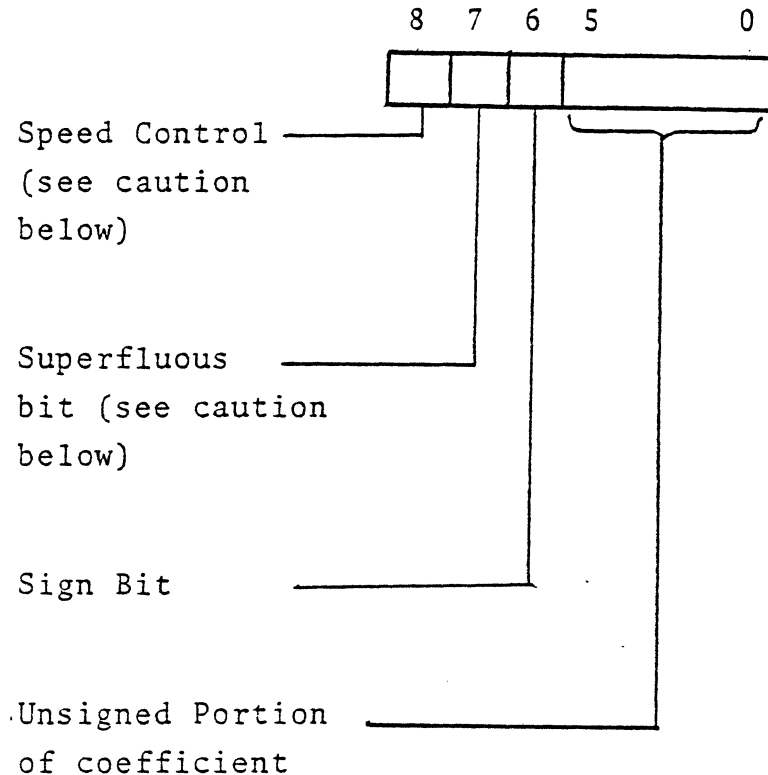 8 7 6 5 0
Speed Control
(see caution
below)
Superfluous
bit (see caution
below)
Sign Bit
Unsigned Portion
of coefficient